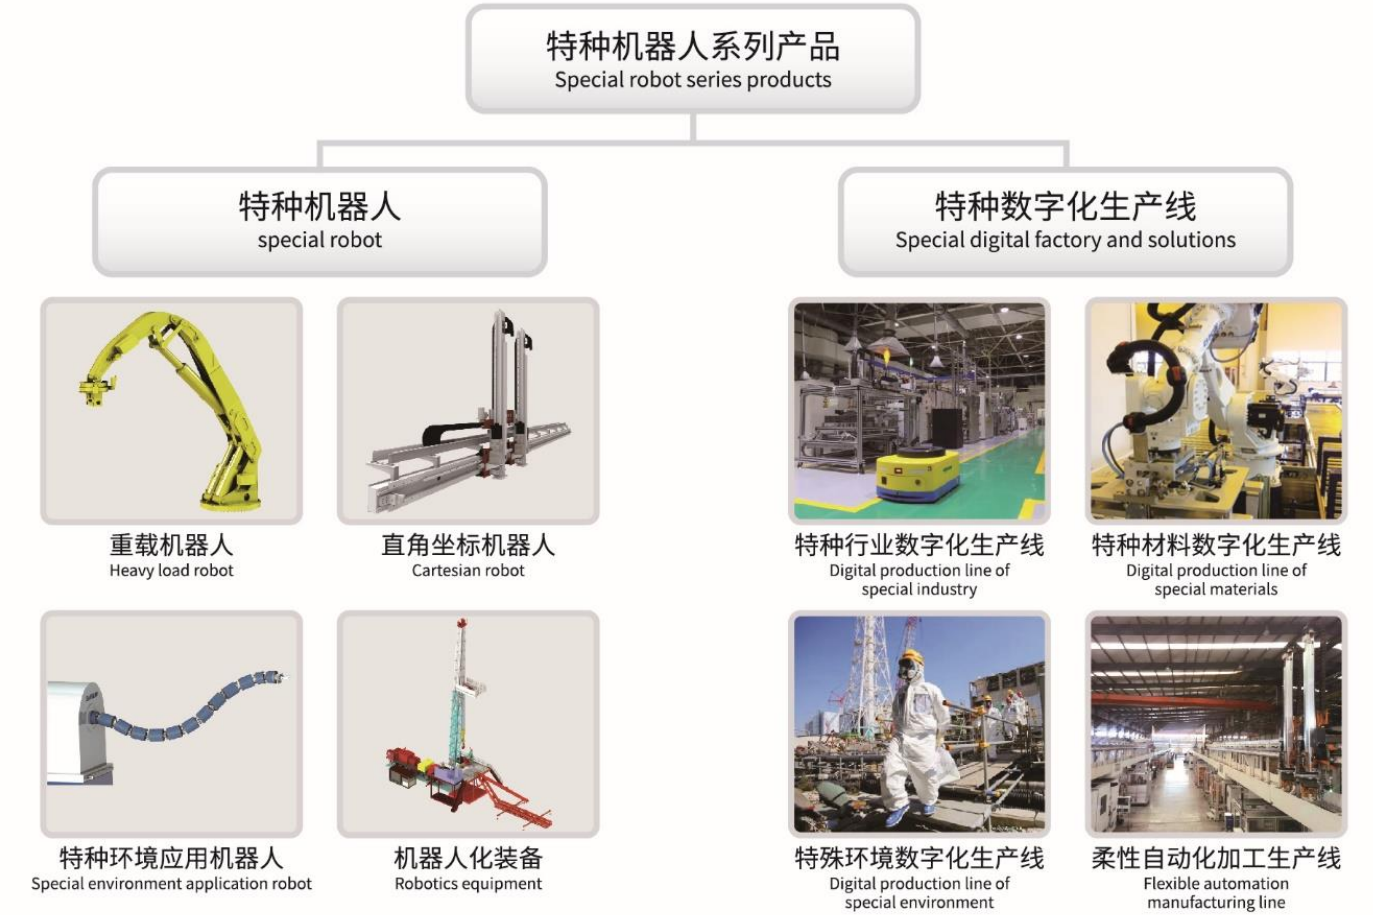 特种机器人系列产品
Special robot series products
特种机器人
special robot
特种数字化生产线
Special digital factory and solutions
重载机器人
Heavy load robot
直角坐标机器人
Cartesian robot
特种行业数字化生产线
Digital production line of
special industry
特种材料数字化生产线
Digital production line of
special materials
特种环境应用机器人
Special environment application robot
机器人化装备
Robotics equipment
特殊环境数字化生产线
Digital production line of
special environment
柔性自动化加工生产线
Flexible automation
manufacturing line